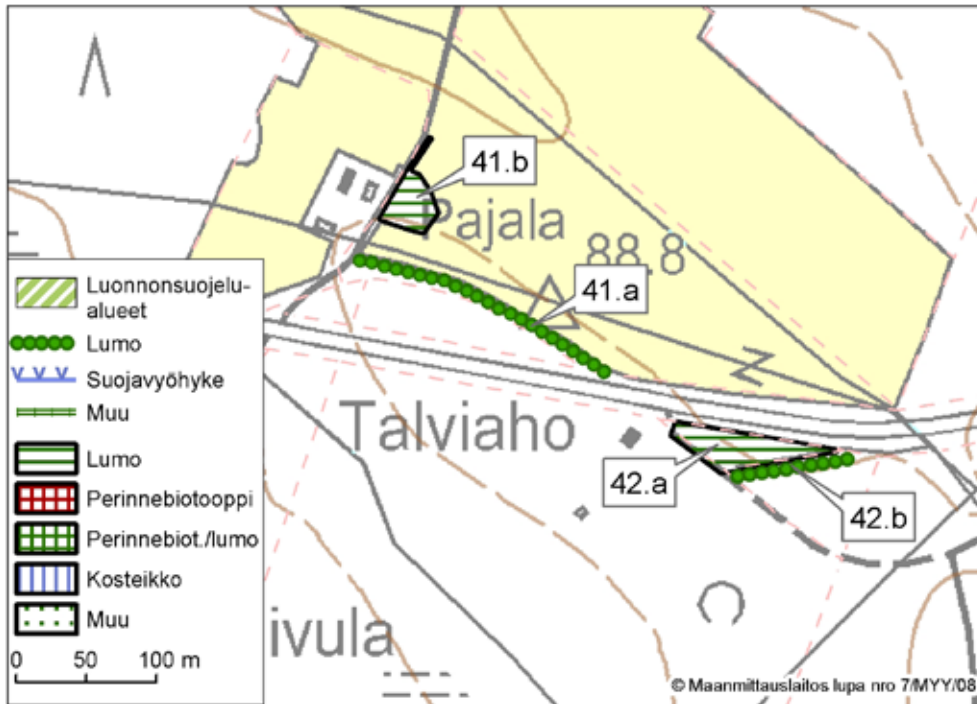 41.b
Pajala
88.8
41.a
Talviaho
42.a
42.b
ivula
Luonnonsuojelu-
alueet
Lumo
Suojavyöhyke
Muu
Lumo
Perinnebiotooppi
Perinnebiot./lumo
Kosteikko
Muu
0 50 100 m
© Maanmittauslaitos lupa nro 7/MYY/08